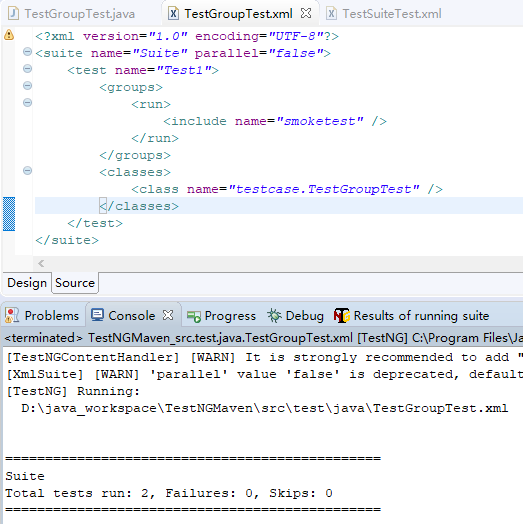 TestGroupTest.java TestGroupTest.xml TestSuiteTest.xml
<?xml version="1.0" encoding="UTF-8"?>
<suite name="Suite" parallel="false">
<test name="Test1">
<groups>
<run>
<include name="smoketest" />
</run>
</groups>
<classes>
<class name="testcase.TestGroupTest" />
</classes>
</test>
</suite>
Design Source
Problems Console Progress Debug Results of running suite
<terminated> TestNGMaven_src.test.java.TestGroupTest.xml [TestNG] C:\Program Files\Ja
[TestNGContentHandler] [WARN] It is strongly recommended to add "
[XmlSuite] [WARN] 'parallel' value 'false' is deprecated, default
[TestNG] Running:
D:\java_workspace\TestNGMaven\src\test\java\TestGroupTest.xml
===============================================
Suite
Total tests run: 2, Failures: 0, Skips: 0
===============================================